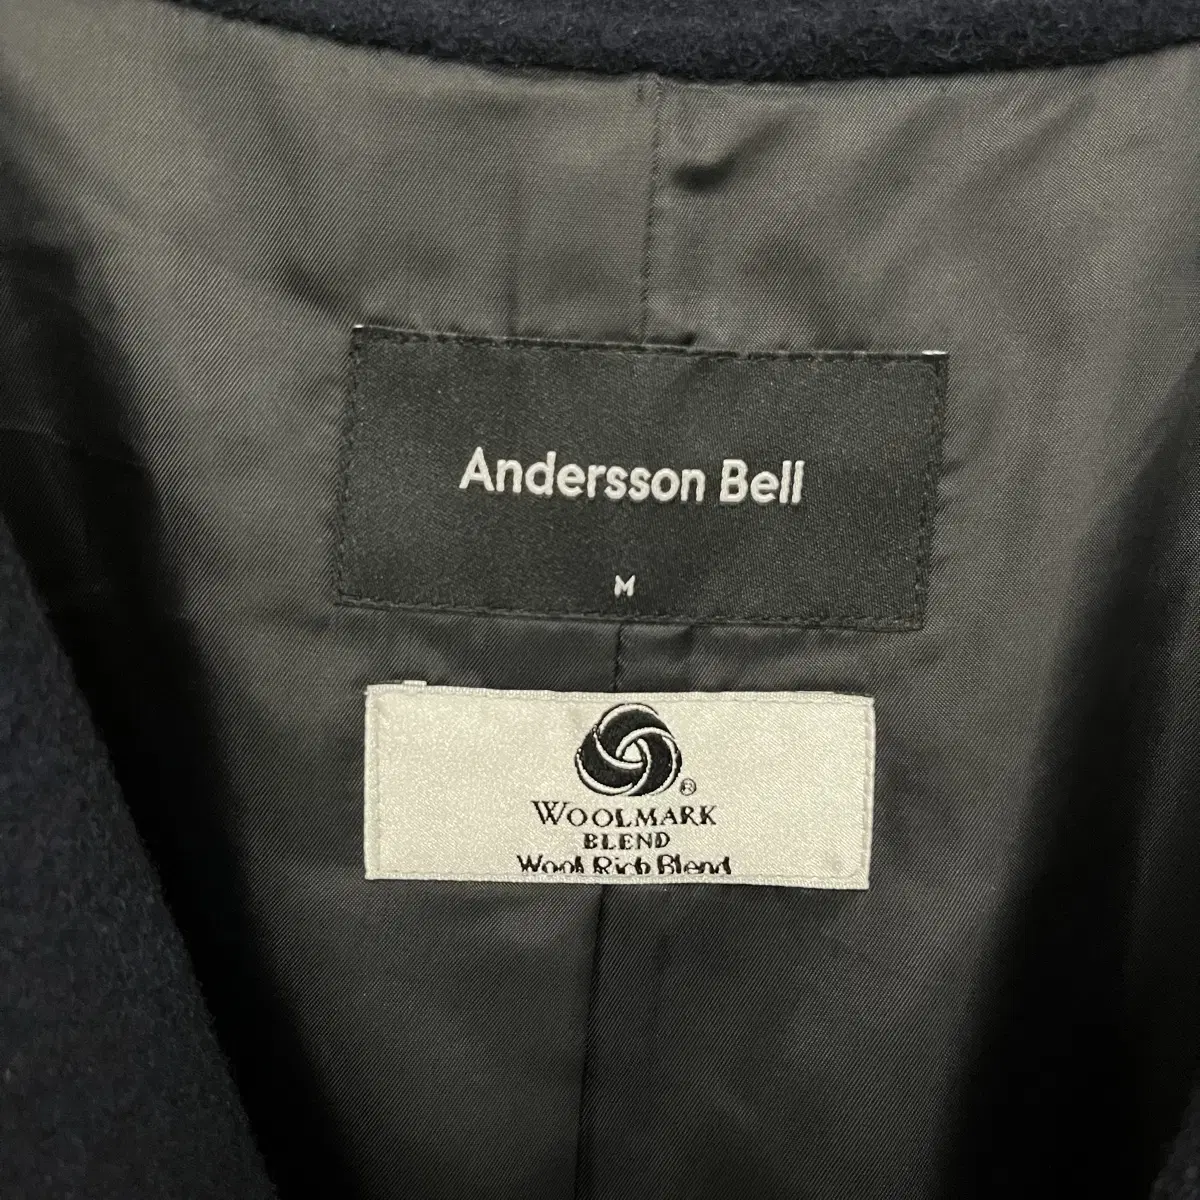 Andersson Bell
M
®
WOOLMARK
BLEND
Wool Rich Blend